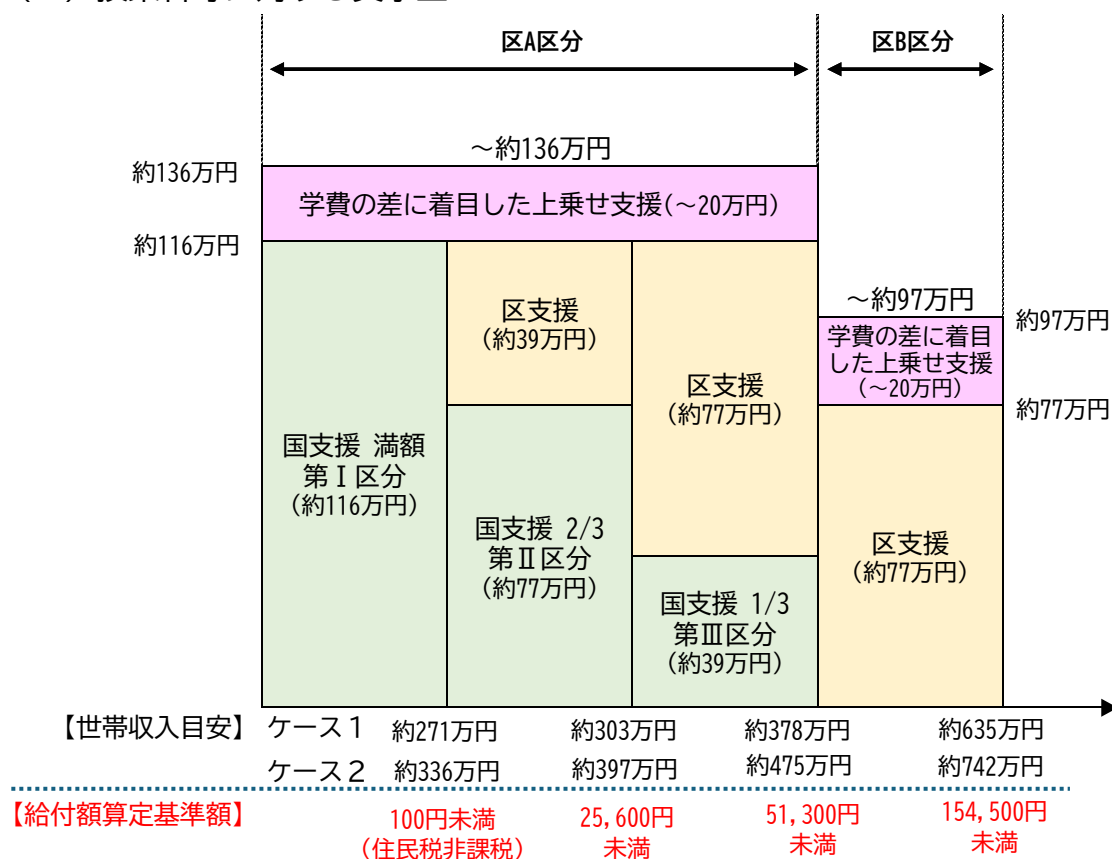 区A区分
区B区分
～約136万円
約136万円
学費の差に着目した上乗せ支援(～20万円)
約116万円
区支援
(約39万円)
～約97万円
約97万円
学費の差に着目
した上乗せ支援
(～20万円)
区支援
(約77万円)
約77万円
国支援 満額
第Ⅰ区分
(約116万円)
国支援 2/3
第Ⅱ区分
(約77万円)
区支援
(約77万円)
国支援 1/3
第Ⅲ区分
(約39万円)
【世帯収入目安】 ケース１ 約271万円 約303万円 約378万円 約635万円
ケース２ 約336万円 約397万円 約475万円 約742万円
【給付額算定基準額】 100円未満 25,600円 51,300円 154,500円
(住民税非課税) 未満 未満 未満